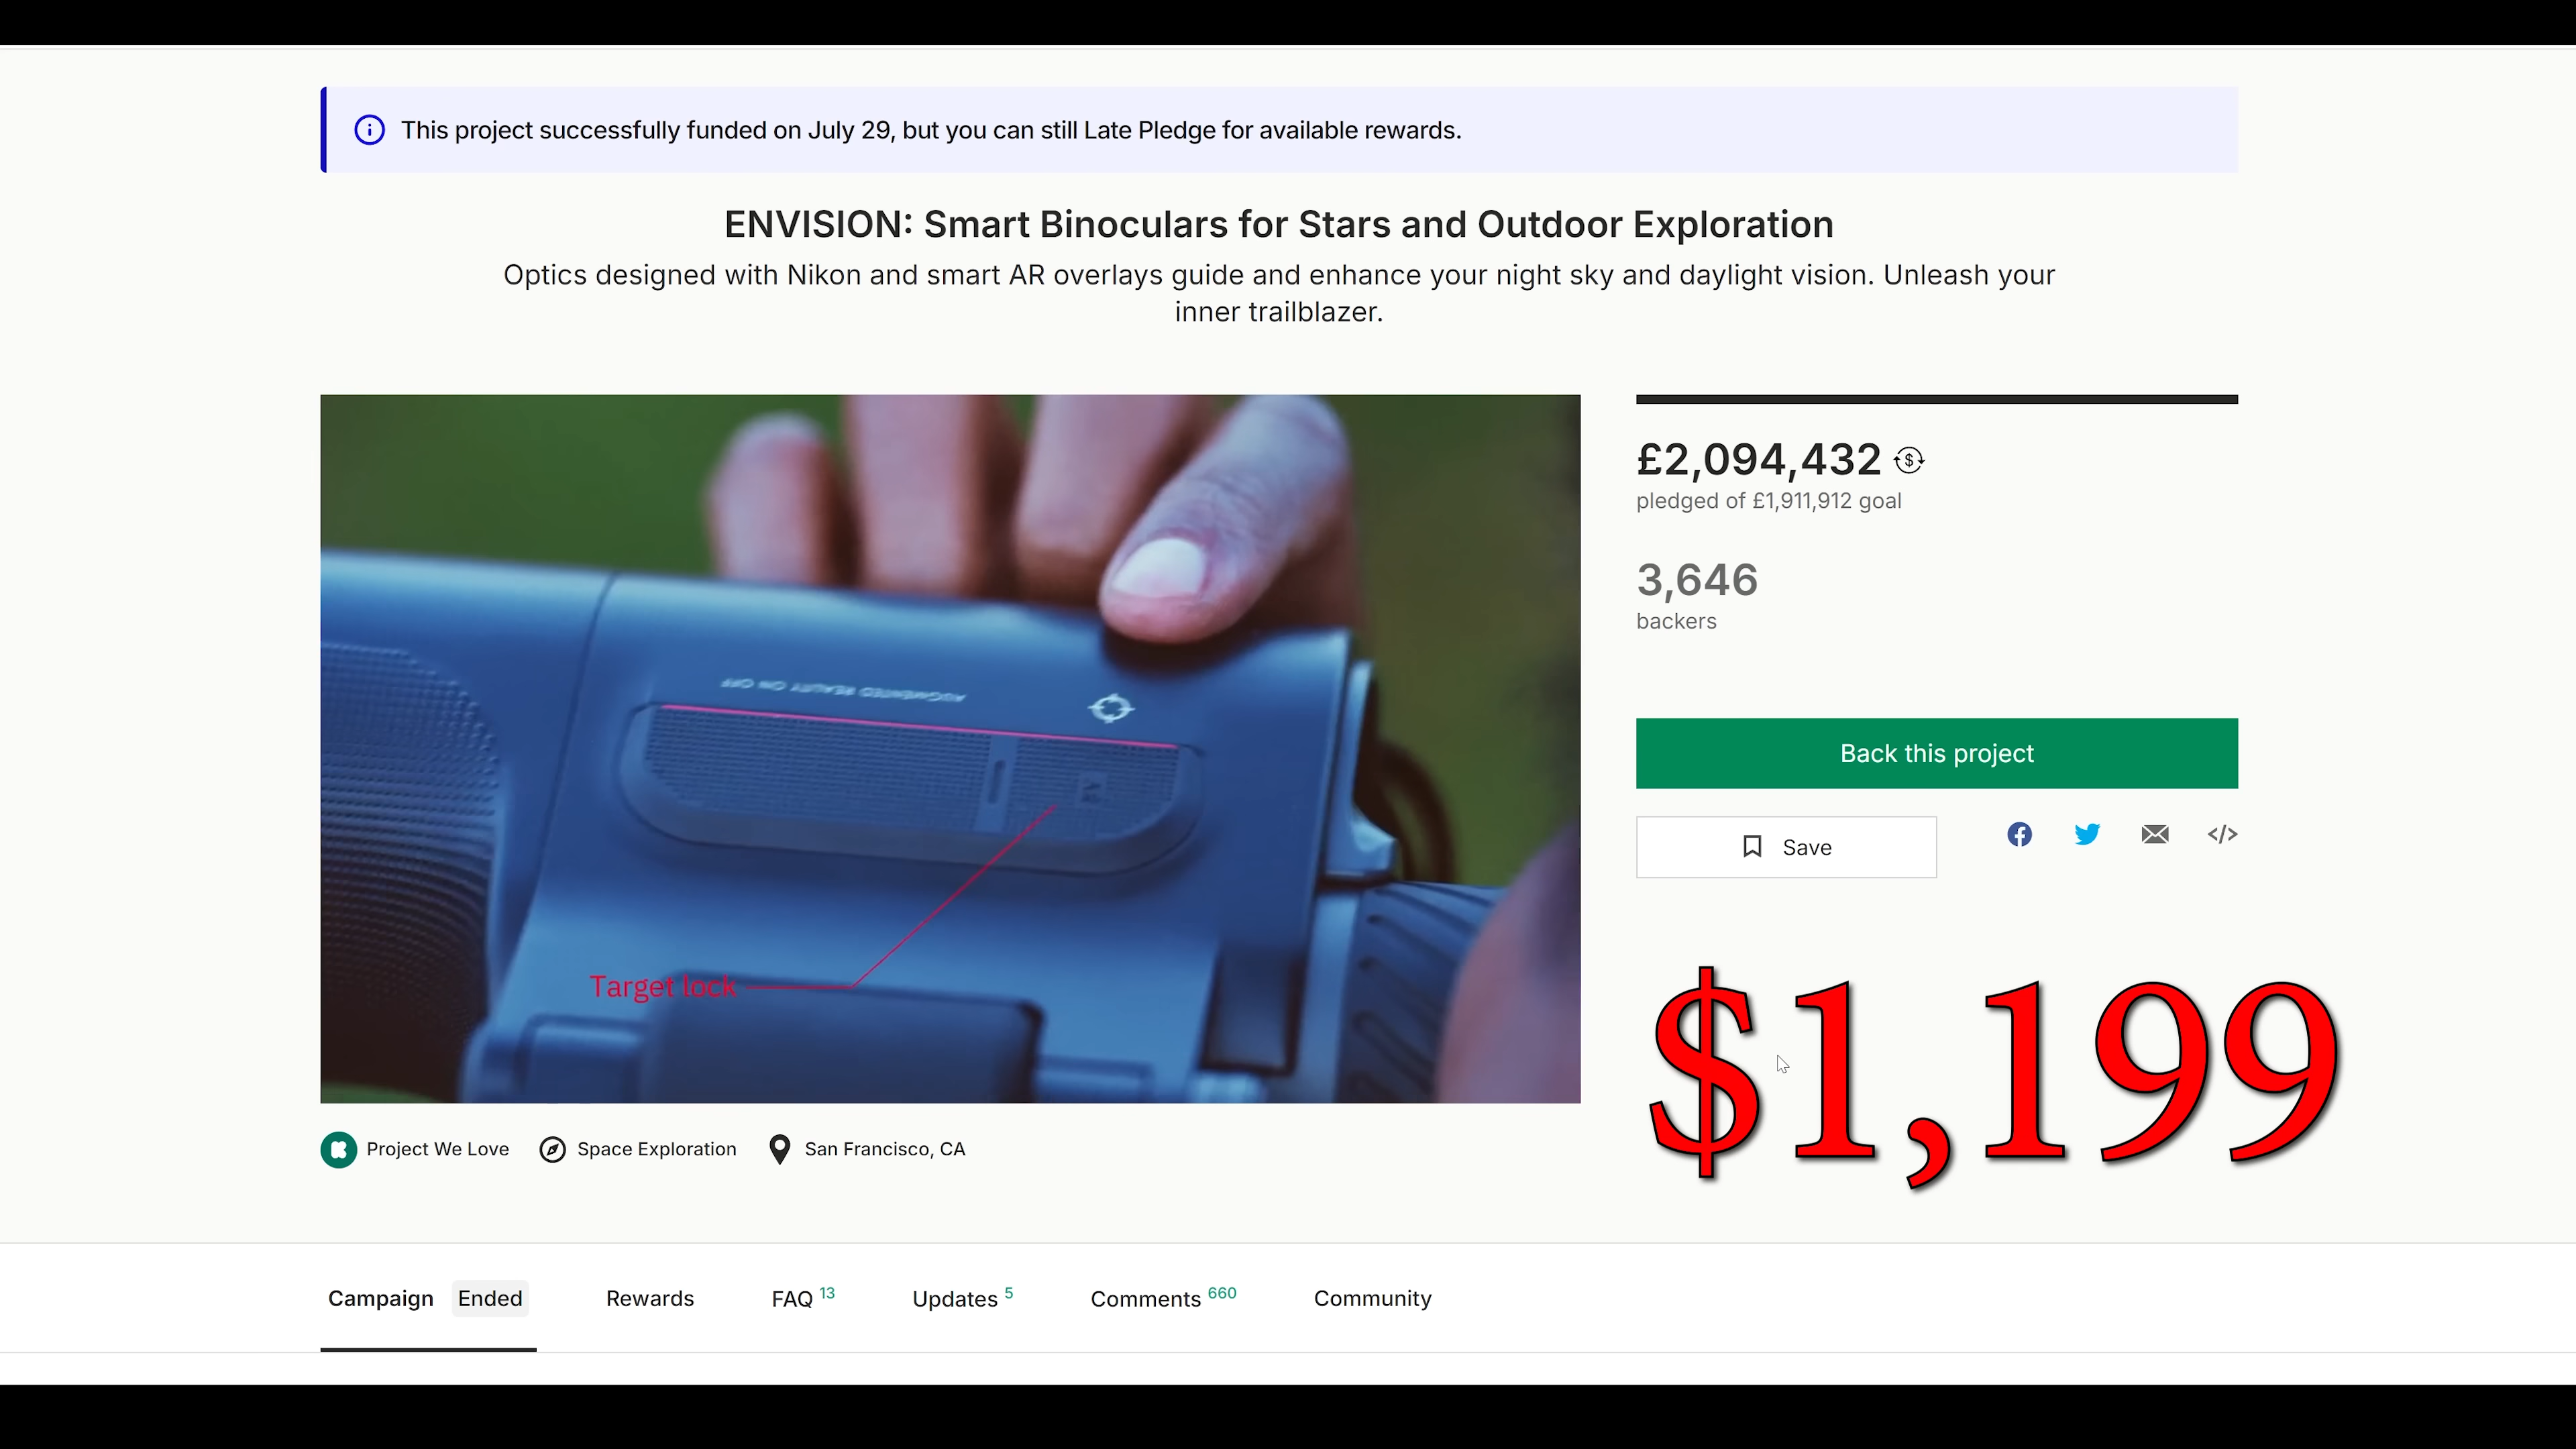 This project successfully funded on July 29, but you can still Late Pledge for available rewards.
ENVISION: Smart Binoculars for Stars and Outdoor Exploration
Optics designed with Nikon and smart AR overlays guide and enhance your night sky and daylight vision. Unleash your
inner trailblazer.
£2,094,432
pledged of £1,911,912 goal
3,646
backers
Back this project
Save
AUGMENTED REALITY ON OFF
Target lock
$1,199
Project We Love
Space Exploration
San Francisco, CA
Campaign Ended Rewards FAQ 13 Updates 5 Comments 660 Community